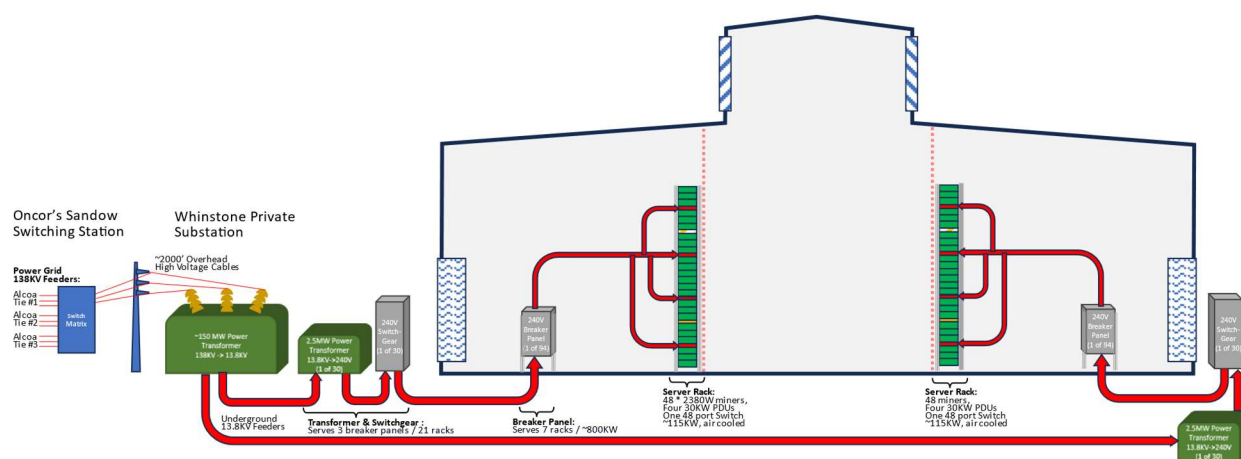 Oncor's Sandow
Switching Station
Whinstone Private
Substation
~2000' Overhead
High Voltage Cables
Power Grid
138KV Feeders:
Alcoa
Tie #1
Alcoa
Tie #2
Alcoa
Tie #3
Switch
Matrix
~150 MW Power
Transformer
138KV -> 13.8KV
2.5MW Power
Transformer
13.8KV->240V
(1 of 30)
240V
Switch-
Gear
(1 of 30)
240V
Breaker
Panel
(1 of 94)
240V
Breaker
Panel
(1 of 94)
240V
Switch-
Gear
(1 of 30)
Underground
13.8KV Feeders
Transformer & Switchgear :
Serves 3 breaker panels / 21 racks
Breaker Panel:
Serves 7 racks / ~800KW
Server Rack:
48 * 2380W miners,
Four 30KW PDUs
One 48 port Switch
~115KW, air cooled
Server Rack:
48 miners,
Four 30KW PDUs
One 48 port Switch
~115KW, air cooled
2.5MW Power
Transformer
13.8KV->240V
(1 of 30)